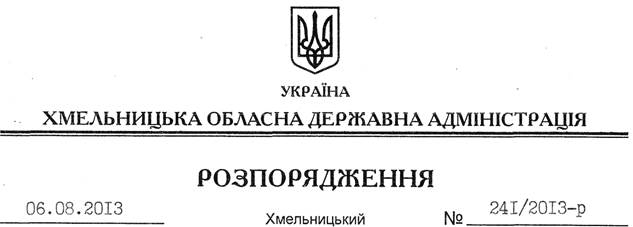 УКРАЇНА
ХМЕЛЬНИЦЬКА ОБЛАСНА ДЕРЖАВНА АДМІНІСТРАЦІЯ
РОЗПОРЯДЖЕННЯ
06.08.2013 Хмельницький № 241/2013-р